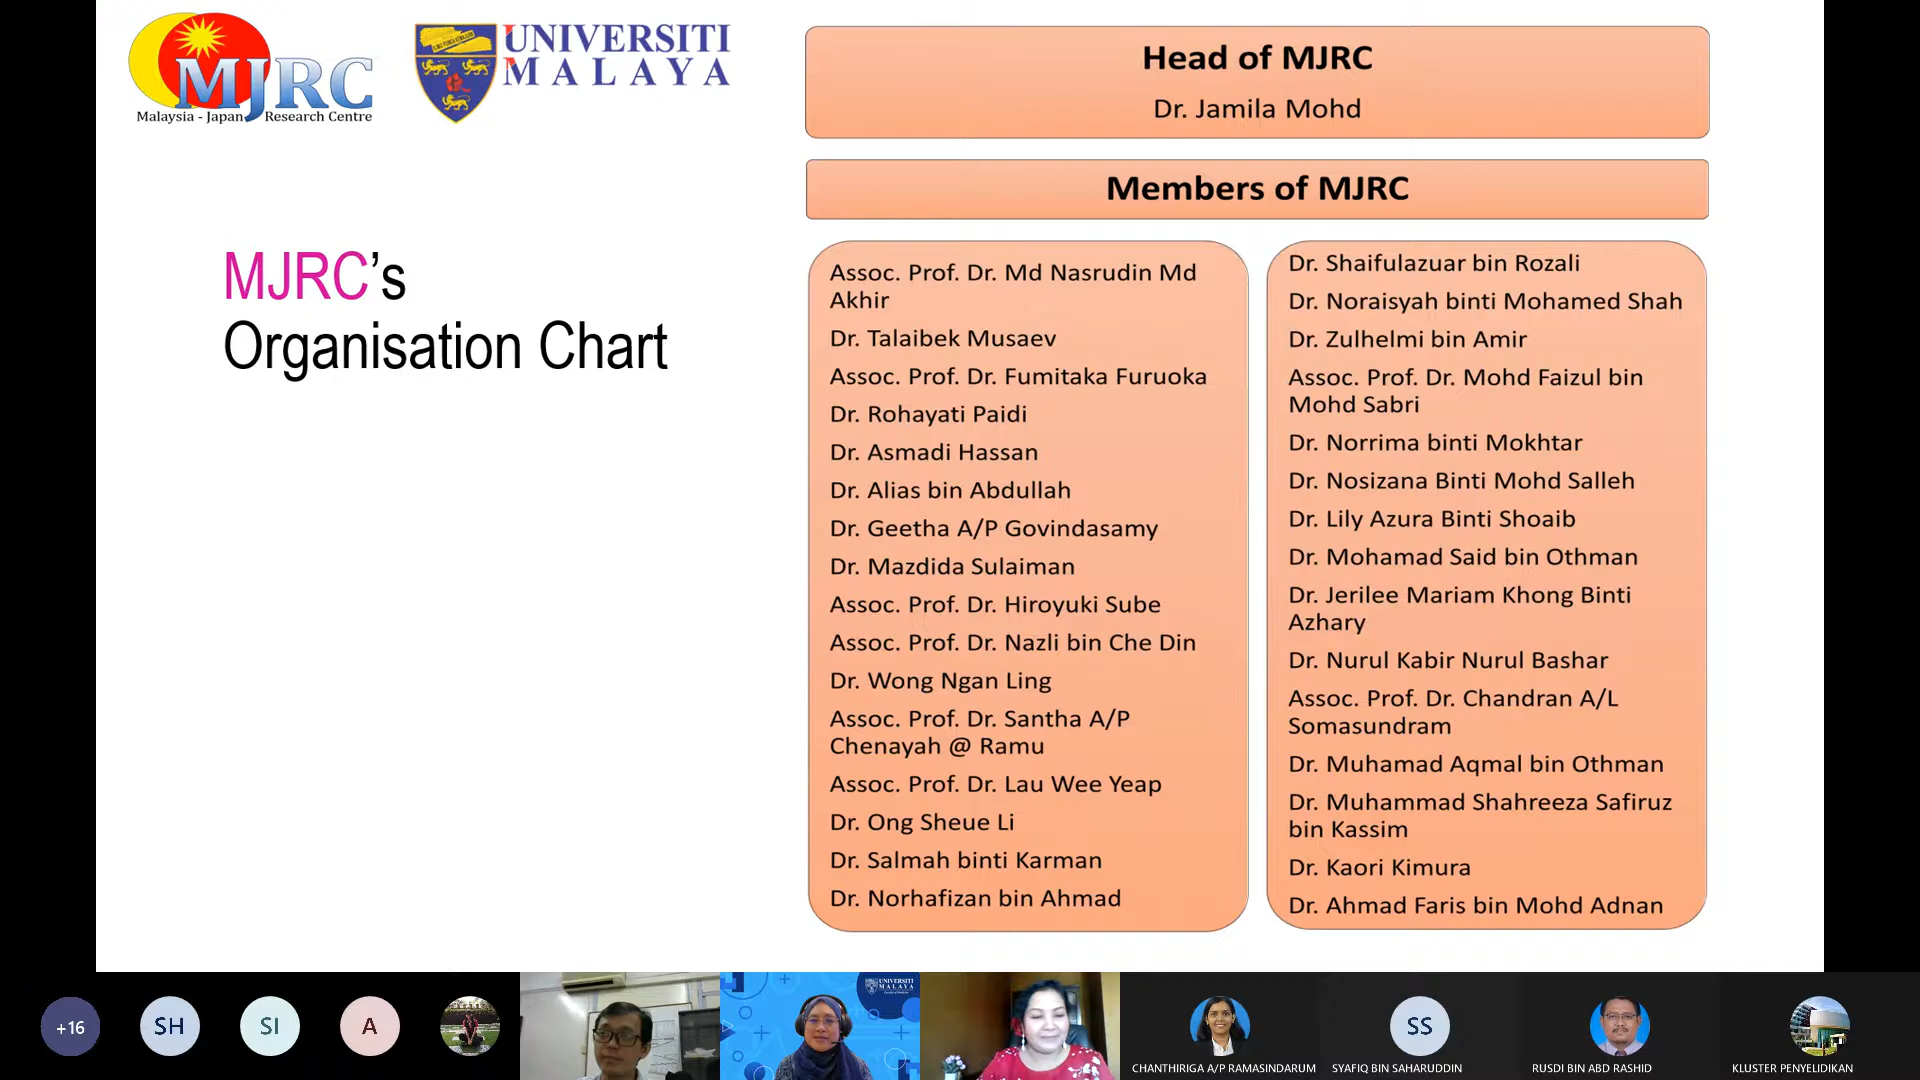 MJRC
Malaysia - Japan Research Centre
UNIVERSITI
MALAYA
MJRC's
Organisation Chart
Head of MJRC
Dr. Jamila Mohd
Members of MJRC
Assoc. Prof. Dr. Md Nasrudin Md
Akhir
Dr. Talaibek Musaev
Assoc. Prof. Dr. Fumitaka Furuoka
Dr. Rohayati Paidi
Dr. Asmadi Hassan
Dr. Alias bin Abdullah
Dr. Geetha A/P Govindasamy
Dr. Mazdida Sulaiman
Assoc. Prof. Dr. Hiroyuki Sube
Assoc. Prof. Dr. Nazli bin Che Din
Dr. Wong Ngan Ling
Assoc. Prof. Dr. Santha A/P
Chenayah @ Ramu
Assoc. Prof. Dr. Lau Wee Yeap
Dr. Ong Sheue Li
Dr. Salmah binti Karman
Dr. Norhafizan bin Ahmad
Dr. Shaifulazuar bin Rozali
Dr. Noraisyah binti Mohamed Shah
Dr. Zulhelmi bin Amir
Assoc. Prof. Dr. Mohd Faizul bin
Mohd Sabri
Dr. Norrima binti Mokhtar
Dr. Nosizana Binti Mohd Salleh
Dr. Lily Azura Binti Shoaib
Dr. Mohamad Said bin Othman
Dr. Jerilee Mariam Khong Binti
Azhary
Dr. Nurul Kabir Nurul Bashar
Assoc. Prof. Dr. Chandran A/L
Somasundram
Dr. Muhamad Aqmal bin Othman
Dr. Muhammad Shahreeza Safiruz
bin Kassim
Dr. Kaori Kimura
Dr. Ahmad Faris bin Mohd Adnan
+16
SH
SI
A
UNIVERSITI
MALAYA
SS
CHANTHIRIGA A/P RAMASINDARUM
SYAFIQ BIN SAHARUDDIN
RUSDI BIN ABD RASHID
KLUSTER PENYELIDIKAN